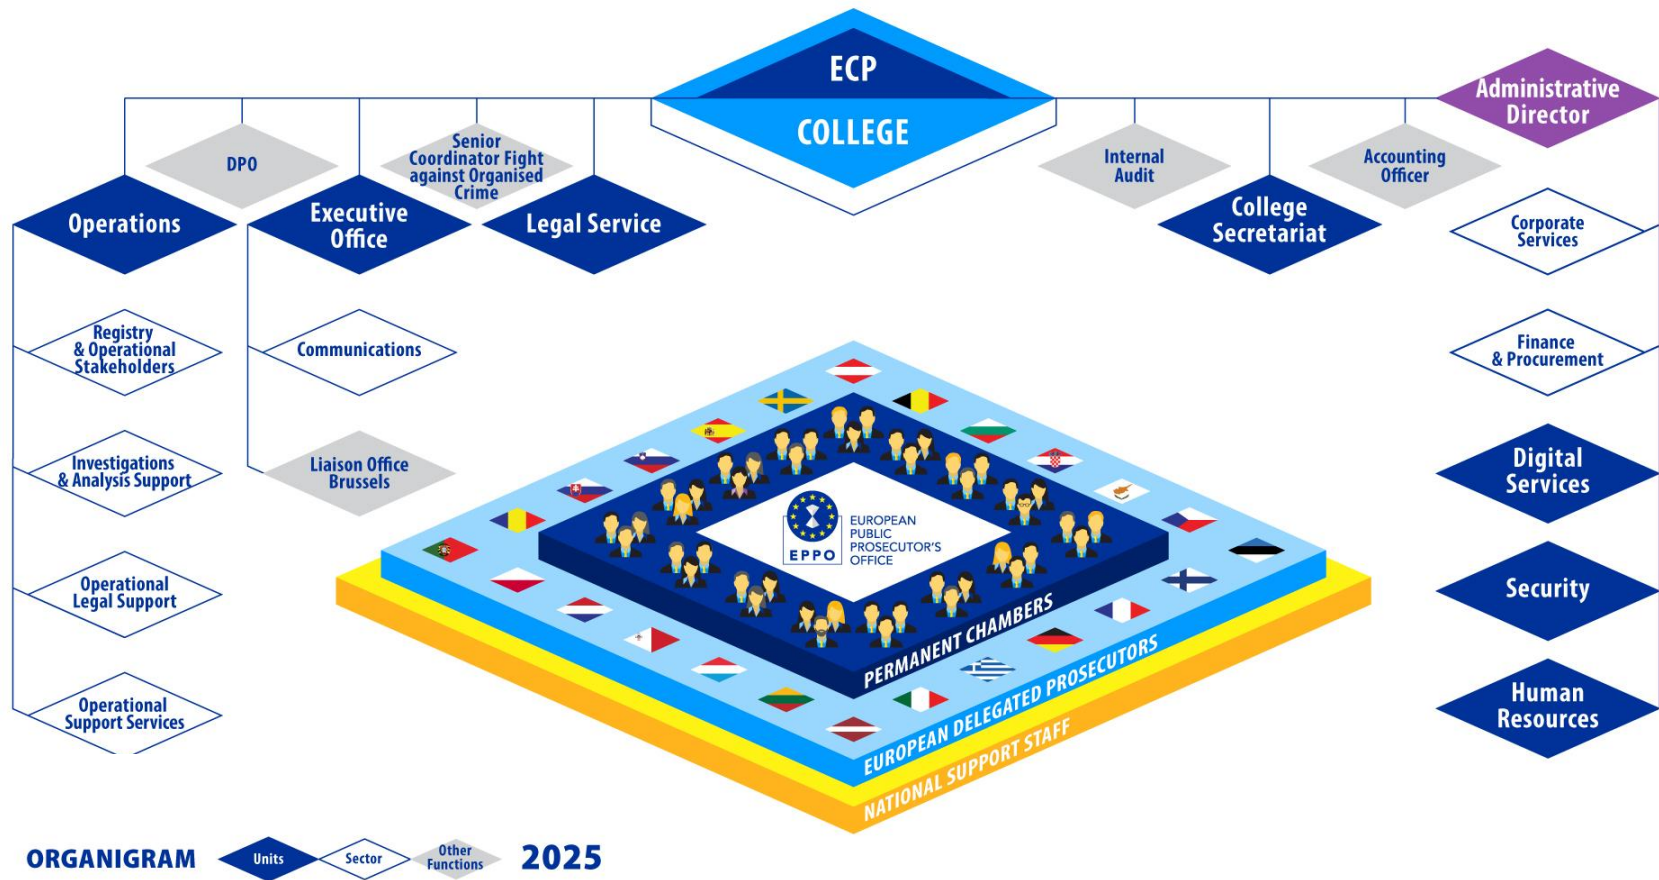 ECP
COLLEGE
Administrative
Director
DPO
Senior
Coordinator Fight
against Organised
Crime
Internal
Audit
Accounting
Officer
Operations
Executive
Office
Legal Service
College
Secretariat
Corporate
Services
Registry
& Operational
Stakeholders
Communications
Finance
& Procurement
Investigations
& Analysis Support
Liaison Office
Brussels
Digital
Services
EPPO
EUROPEAN
PUBLIC
PROSECUTOR'S
OFFICE
Operational
Legal Support
Security
PERMANENT CHAMBERS
EUROPEAN DELEGATED PROSECUTORS
NATIONAL SUPPORT STAFF
Operational
Support Services
Human
Resources
ORGANIGRAM
Units
Sector
Other
Functions
2025